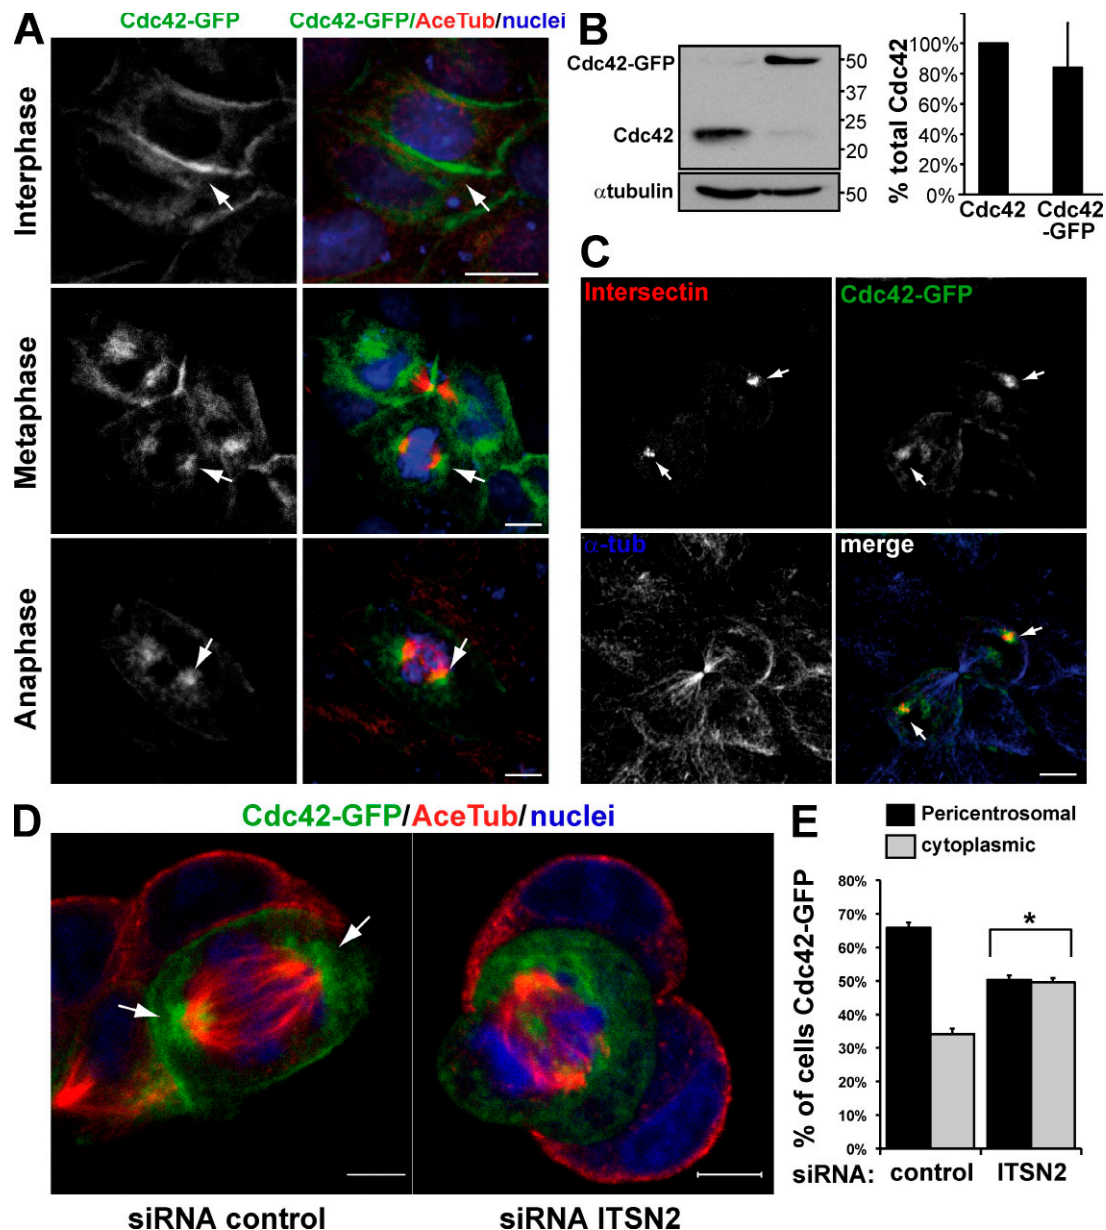 A
Cdc42-GFP
Cdc42-GFP/AceTub/nuclei
Interphase
Metaphase
Anaphase
B
Cdc42-GFP
Cdc42
αtubulin
50
37
25
20
50
% total Cdc42
100%
80%
60%
40%
20%
0%
Cdc42
Cdc42
-GFP
C
Intersectin
Cdc42-GFP
α-tub
merge
D
Cdc42-GFP/AceTub/nuclei
siRNA control
siRNA ITSN2
E
Pericentrosomal
cytoplasmic
% of cells Cdc42-GFP
80%
70%
60%
50%
40%
30%
20%
10%
0%
*
siRNA: control ITSN2